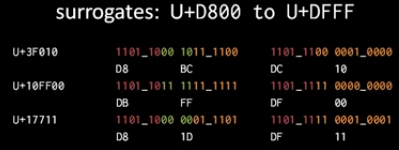 surrogates: U+D800 to U+DFFF
U+3F010 1101_1000 1011_1100 1101_1100 0001_0000
D8 BC DC 10
U+10FF00 1101_1011 1111_1111 1101_1111 0000_0000
DB FF DF 00
U+17711 1101_1000 0001_1101 1101_1111 0001_0001
D8 1D DF 11